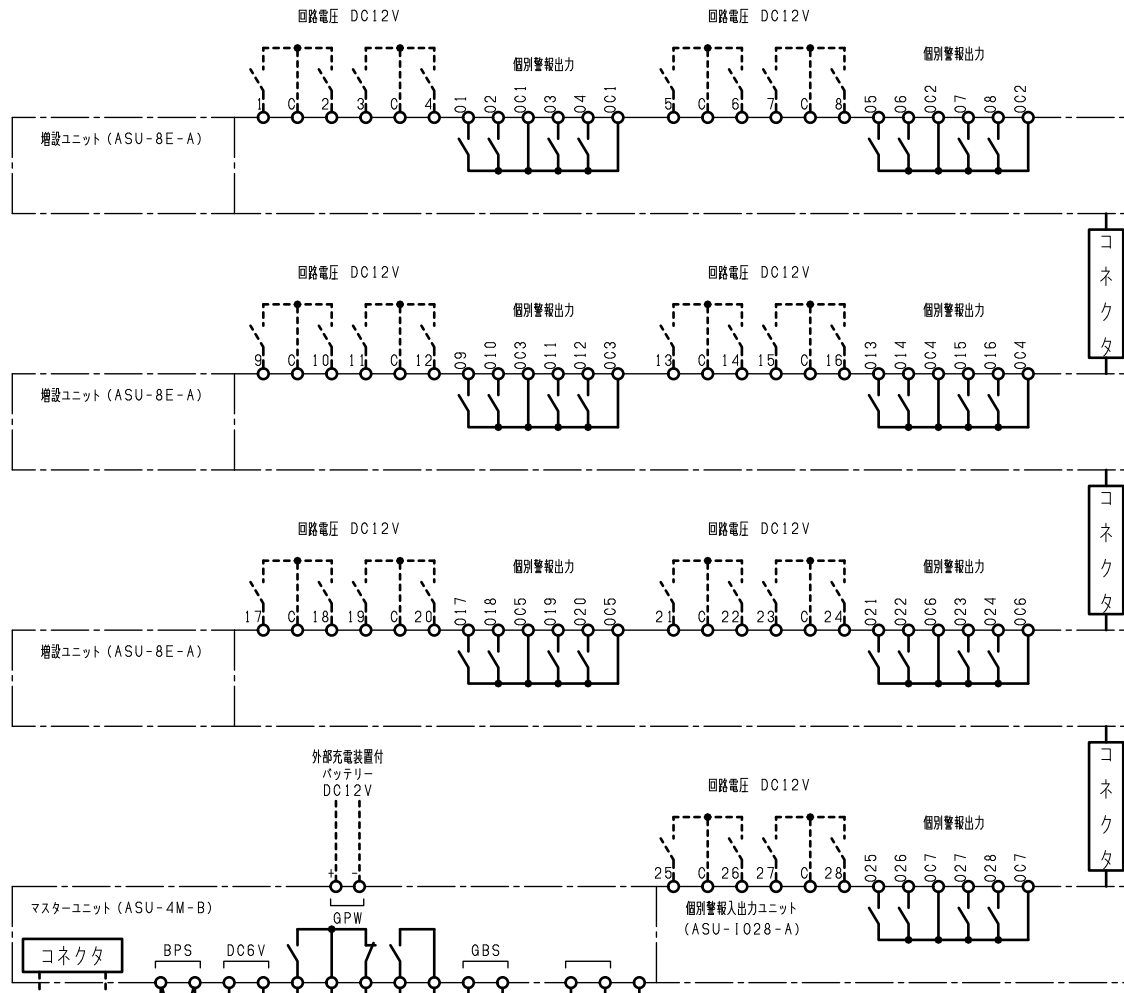 回路電圧 DC12V
回路電圧 DC12V
個別警報出力
個別警報出力
1 C 2 3 C 4 O1 O2 OC1 O3 O4 OC1 5 C 6 7 C 8 O5 O6 OC2 O7 O8 OC2
増設ユニット(ASU-8E-A)
コネクタ
回路電圧 DC12V
回路電圧 DC12V
個別警報出力
個別警報出力
9 C 10 11 C 12 O9 O10 OC3 O11 O12 OC3 13 C 14 15 C 16 O13 O14 OC4 O15 O16 OC4
増設ユニット(ASU-8E-A)
コネクタ
回路電圧 DC12V
回路電圧 DC12V
個別警報出力
個別警報出力
17 C 18 19 C 20 O17 O18 OC5 O19 O20 OC5 21 C 22 23 C 24 O21 O22 OC6 O23 O24 OC6
増設ユニット(ASU-8E-A)
コネクタ
外部充電装置付
バッテリー
DC12V
回路電圧 DC12V
個別警報出力
+ -
25 C 26 27 C 28 O25 O26 OC7 O27 O28 OC7
マスターユニット(ASU-4M-B)
GPW
個別警報入出力ユニット
(ASU-IO28-A)
コネクタ
BPS DC6V GBS